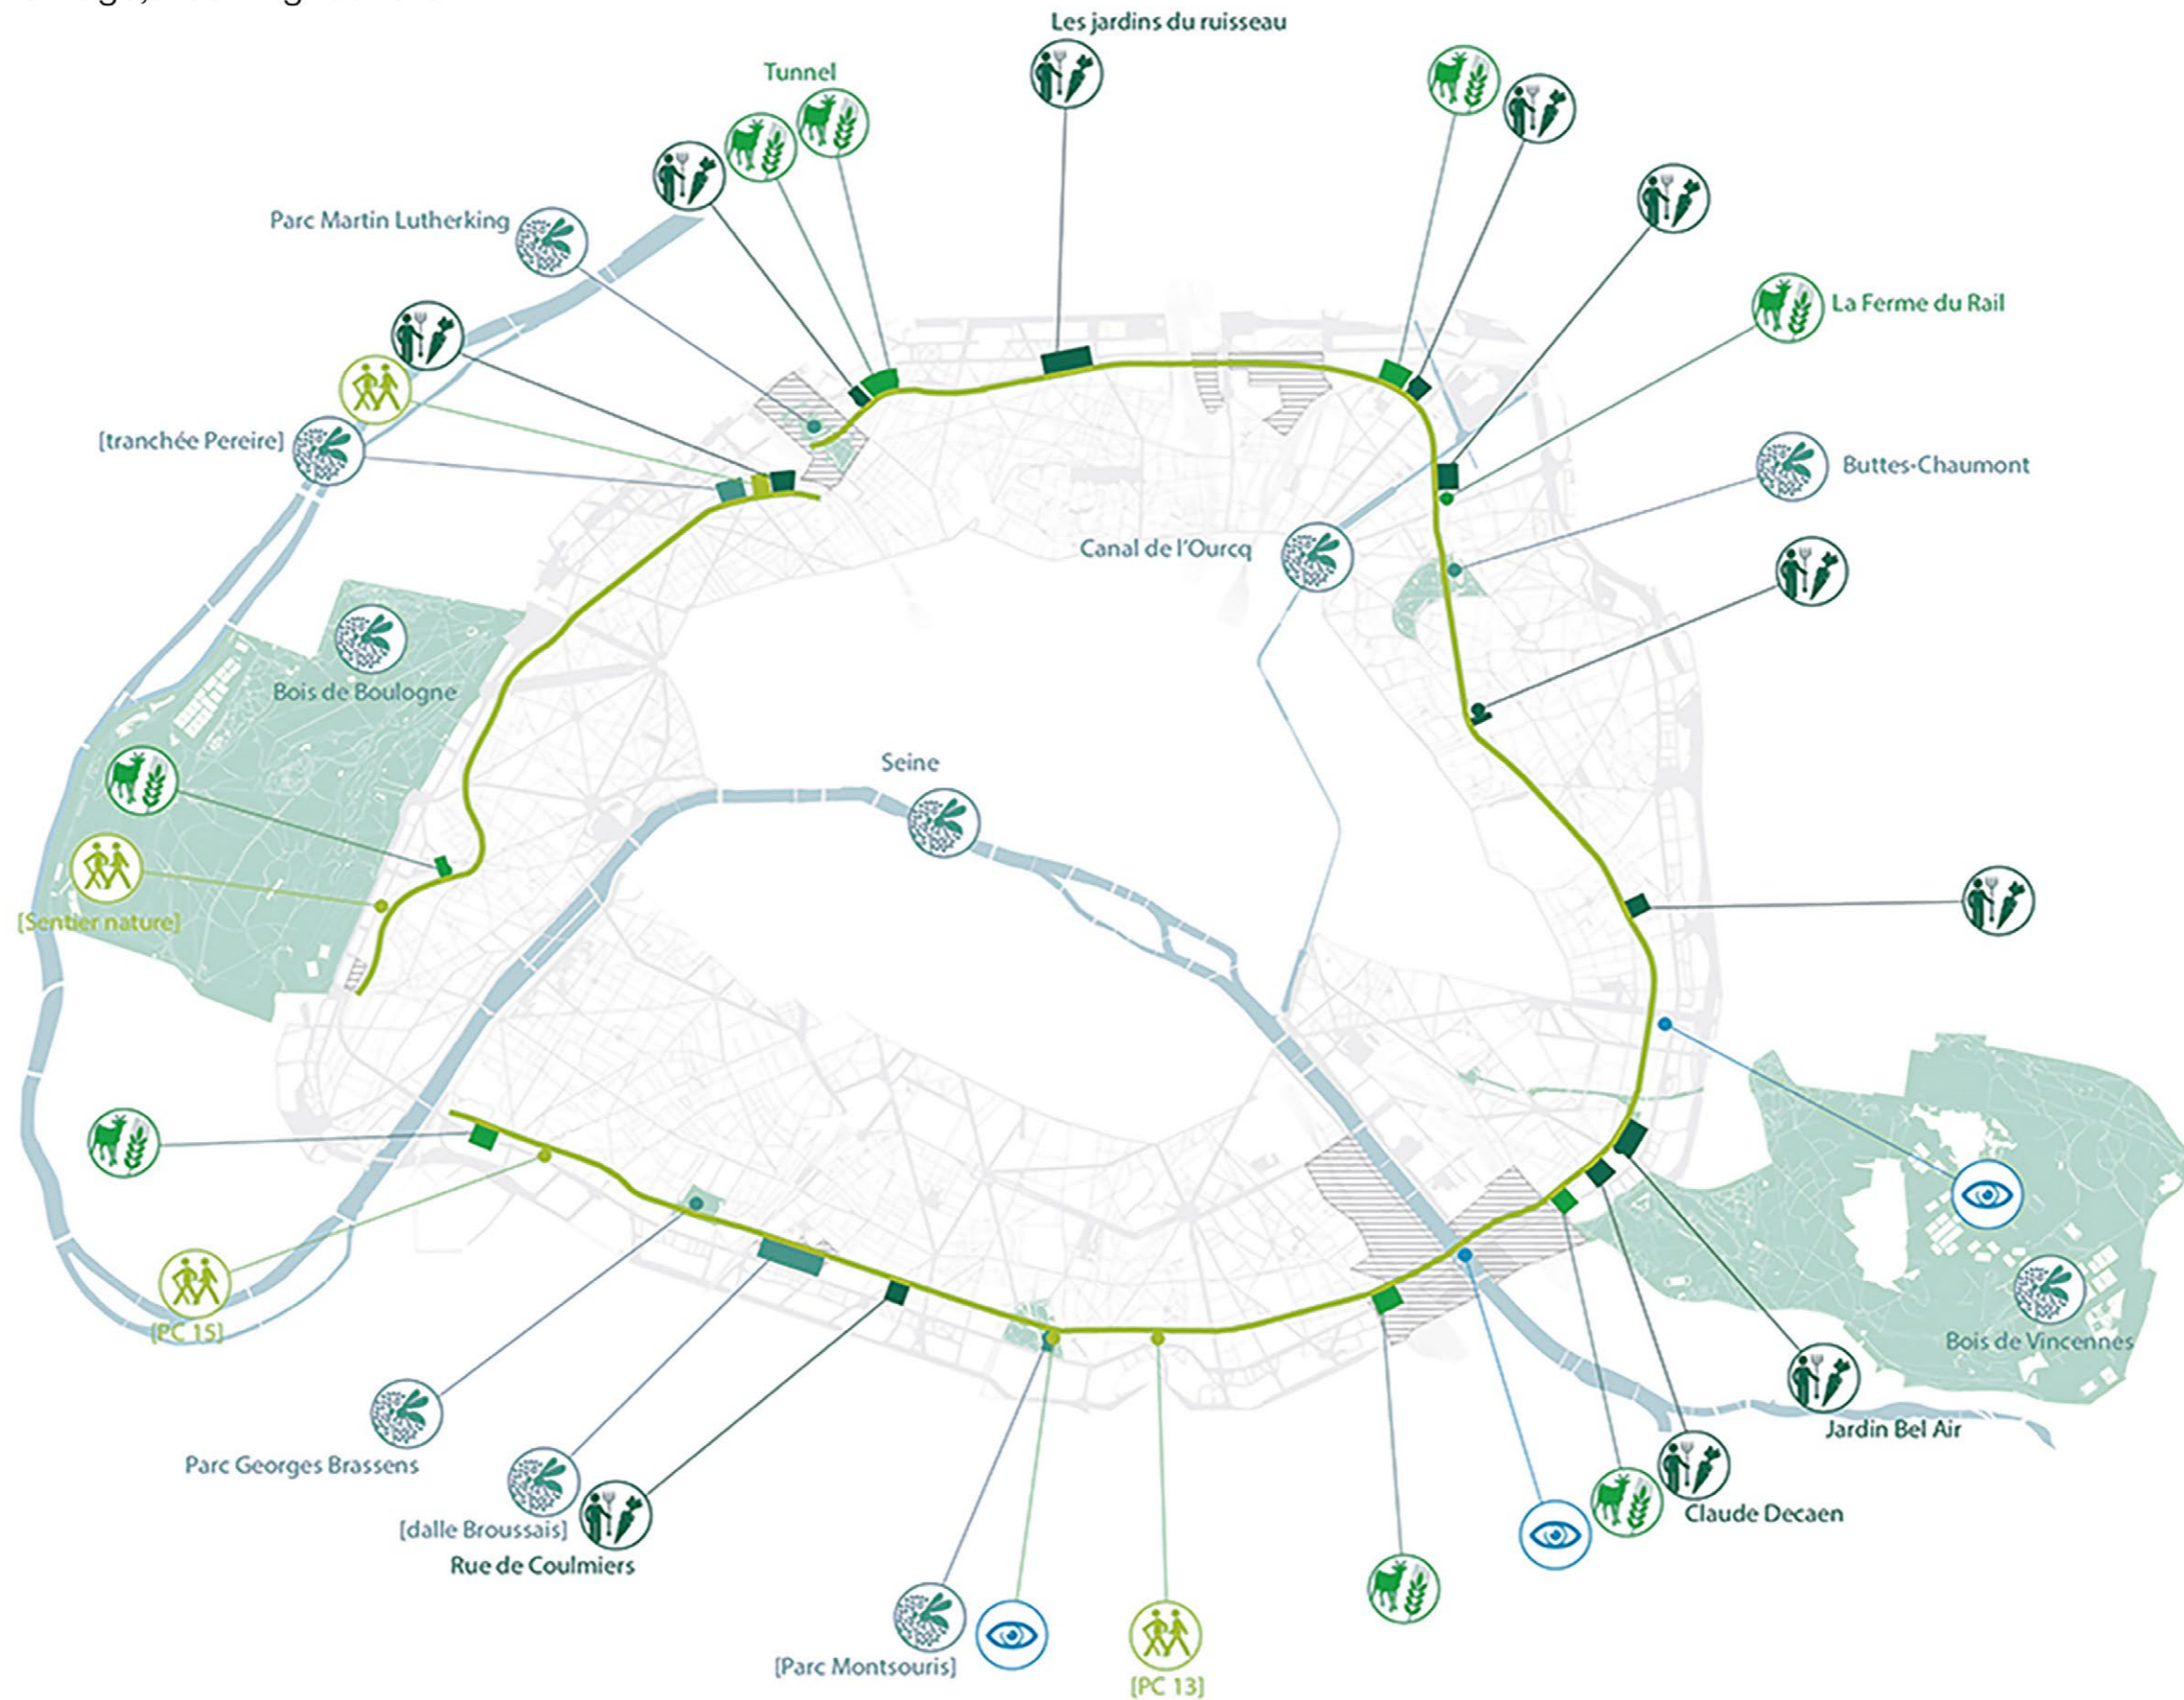 Les jardins du ruisseau
Tunnel
Parc Martin Lutherking
La Ferme du Rail
[tranchée Pereire]
Buttes-Chaumont
Canal de l'Ourcq
Bois de Boulogne
Seine
[Sentier nature]
[PC 15]
Bois de Vincennes
Jardin Bel Air
Parc Georges Brassens
Claude Decaen
[dalle Broussais]
Rue de Coulmiers
[Parc Montsouris]
[PC 13]